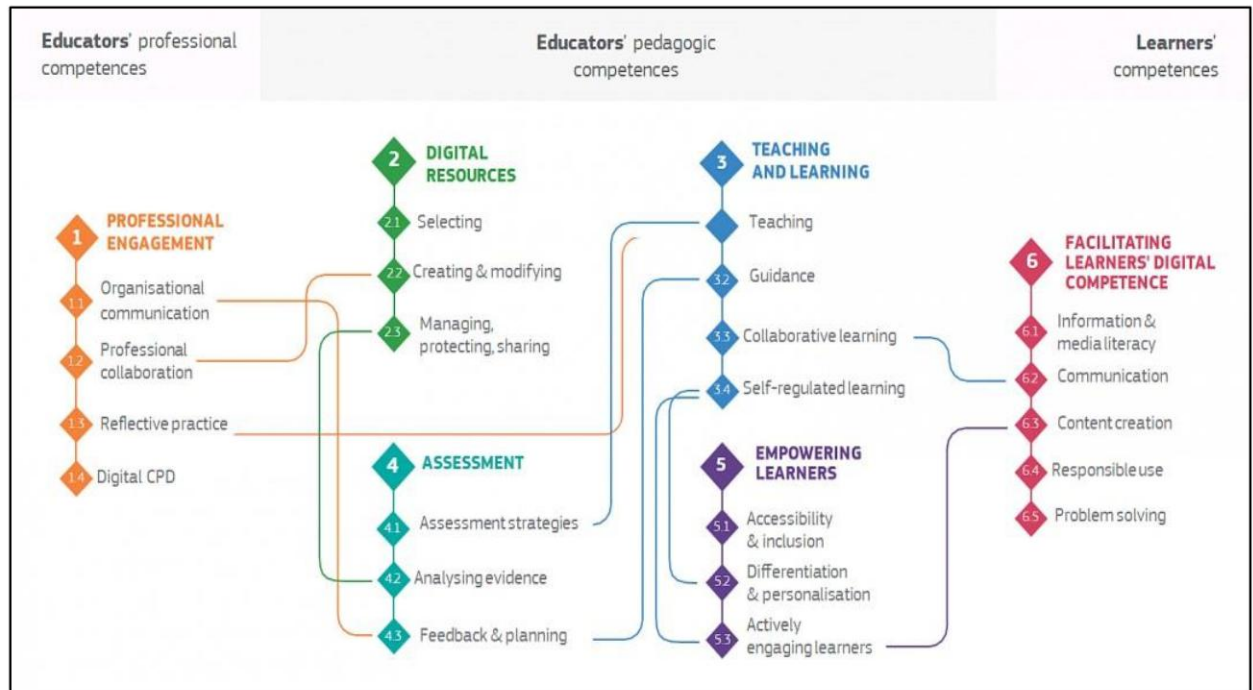 Educators' professional
competences
Educators' pedagogic
competences
Learners'
competences
1
PROFESSIONAL
ENGAGEMENT
1.1
Organisational
communication
1.2
Professional
collaboration
1.3
Reflective practice
1.4
Digital CPD
2
DIGITAL
RESOURCES
2.1
Selecting
2.2
Creating & modifying
2.3
Managing,
protecting, sharing
3
TEACHING
AND LEARNING
Teaching
3.2
Guidance
3.3
Collaborative learning
3.4
Self-regulated learning
4
ASSESSMENT
4.1
Assessment strategies
4.2
Analysing evidence
4.3
Feedback & planning
5
EMPOWERING
LEARNERS
5.1
Accessibility
& inclusion
5.2
Differentiation
& personalisation
5.3
Actively
engaging learners
6
FACILITATING
LEARNERS' DIGITAL
COMPETENCE
6.1
Information &
media literacy
6.2
Communication
6.3
Content creation
6.4
Responsible use
6.5
Problem solving